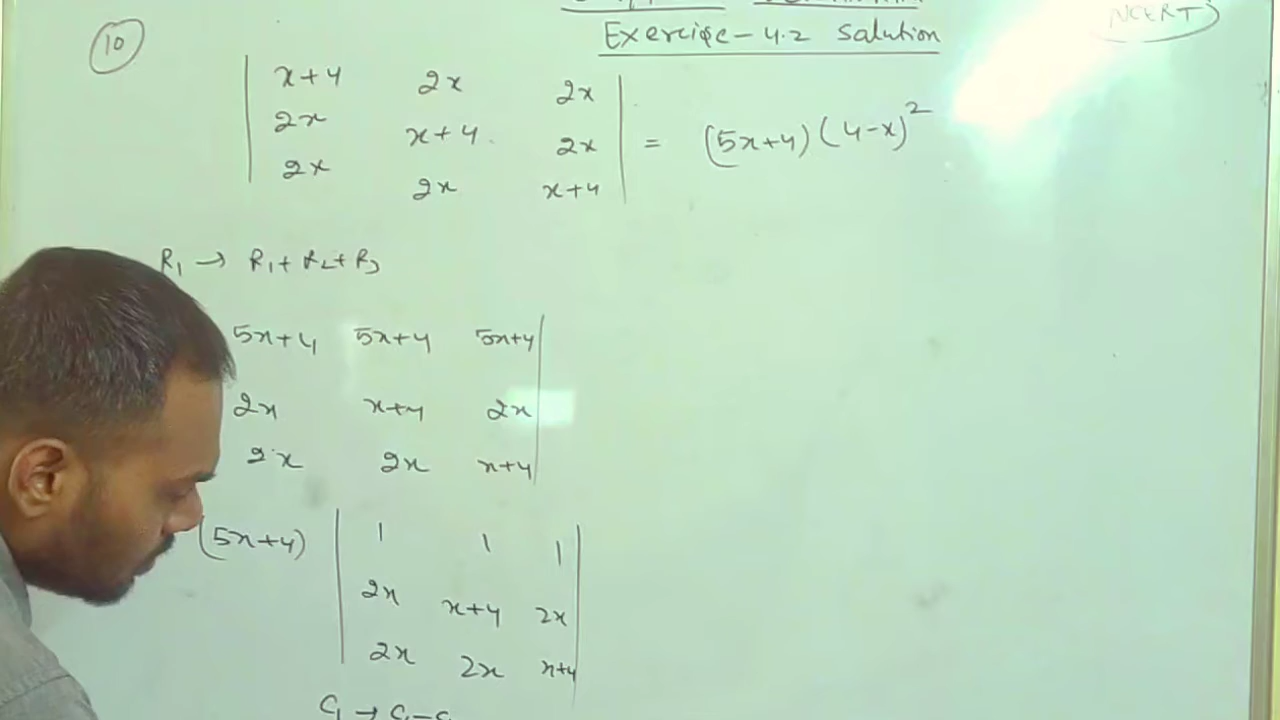 NCERT
Exercise - 4.2 Salution
10
| x+4 2x 2x |
| 2x x+4 2x | = (5x+4)(4-x)²
| 2x 2x x+4 |
R₁ → R₁ + R₂ + R₃
5x+4 5x+4 5x+4 |
2x x+4 2x |
2x 2x x+4 |
(5x+4) | 1 1 1 |
| 2x x+4 2x |
| 2x 2x x+4 |
C₁ →